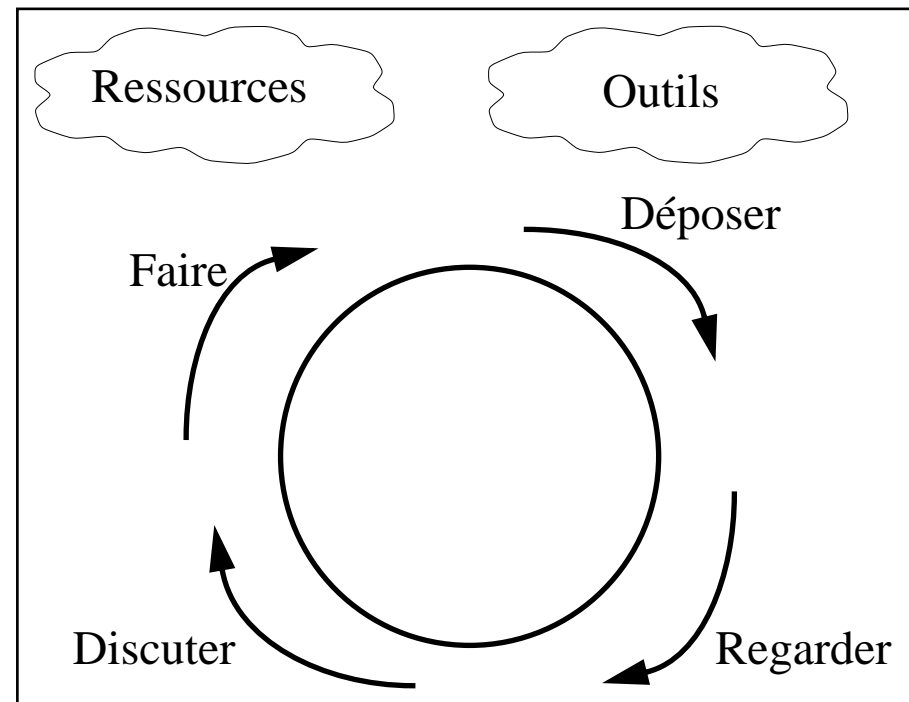 Ressources
Outils
Déposer
Faire
Discuter
Regarder